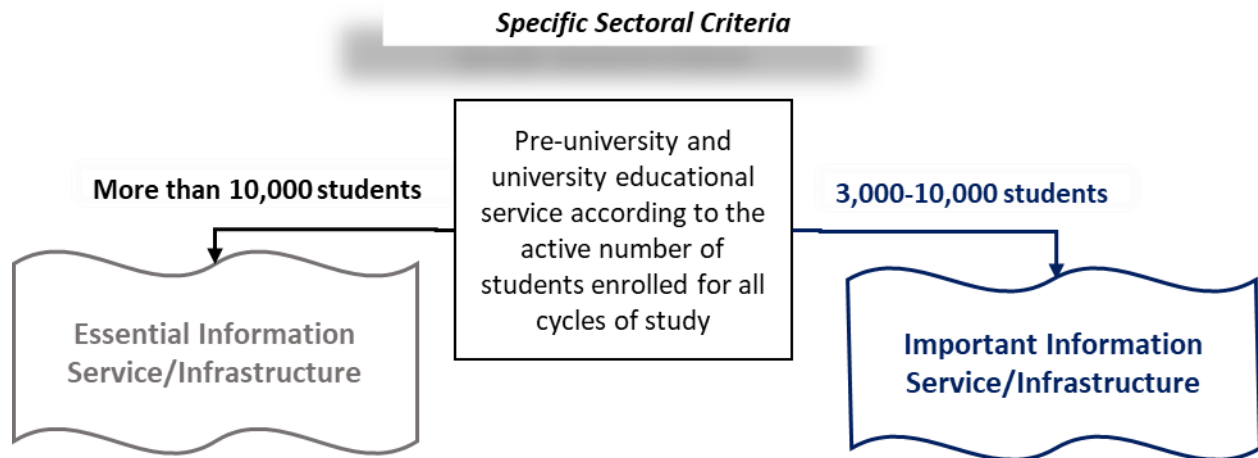 Specific Sectoral Criteria
Pre-university and
university educational
service according to the
active number of
students enrolled for all
cycles of study
More than 10,000 students
3,000-10,000 students
Essential Information
Service/Infrastructure
Important Information
Service/Infrastructure